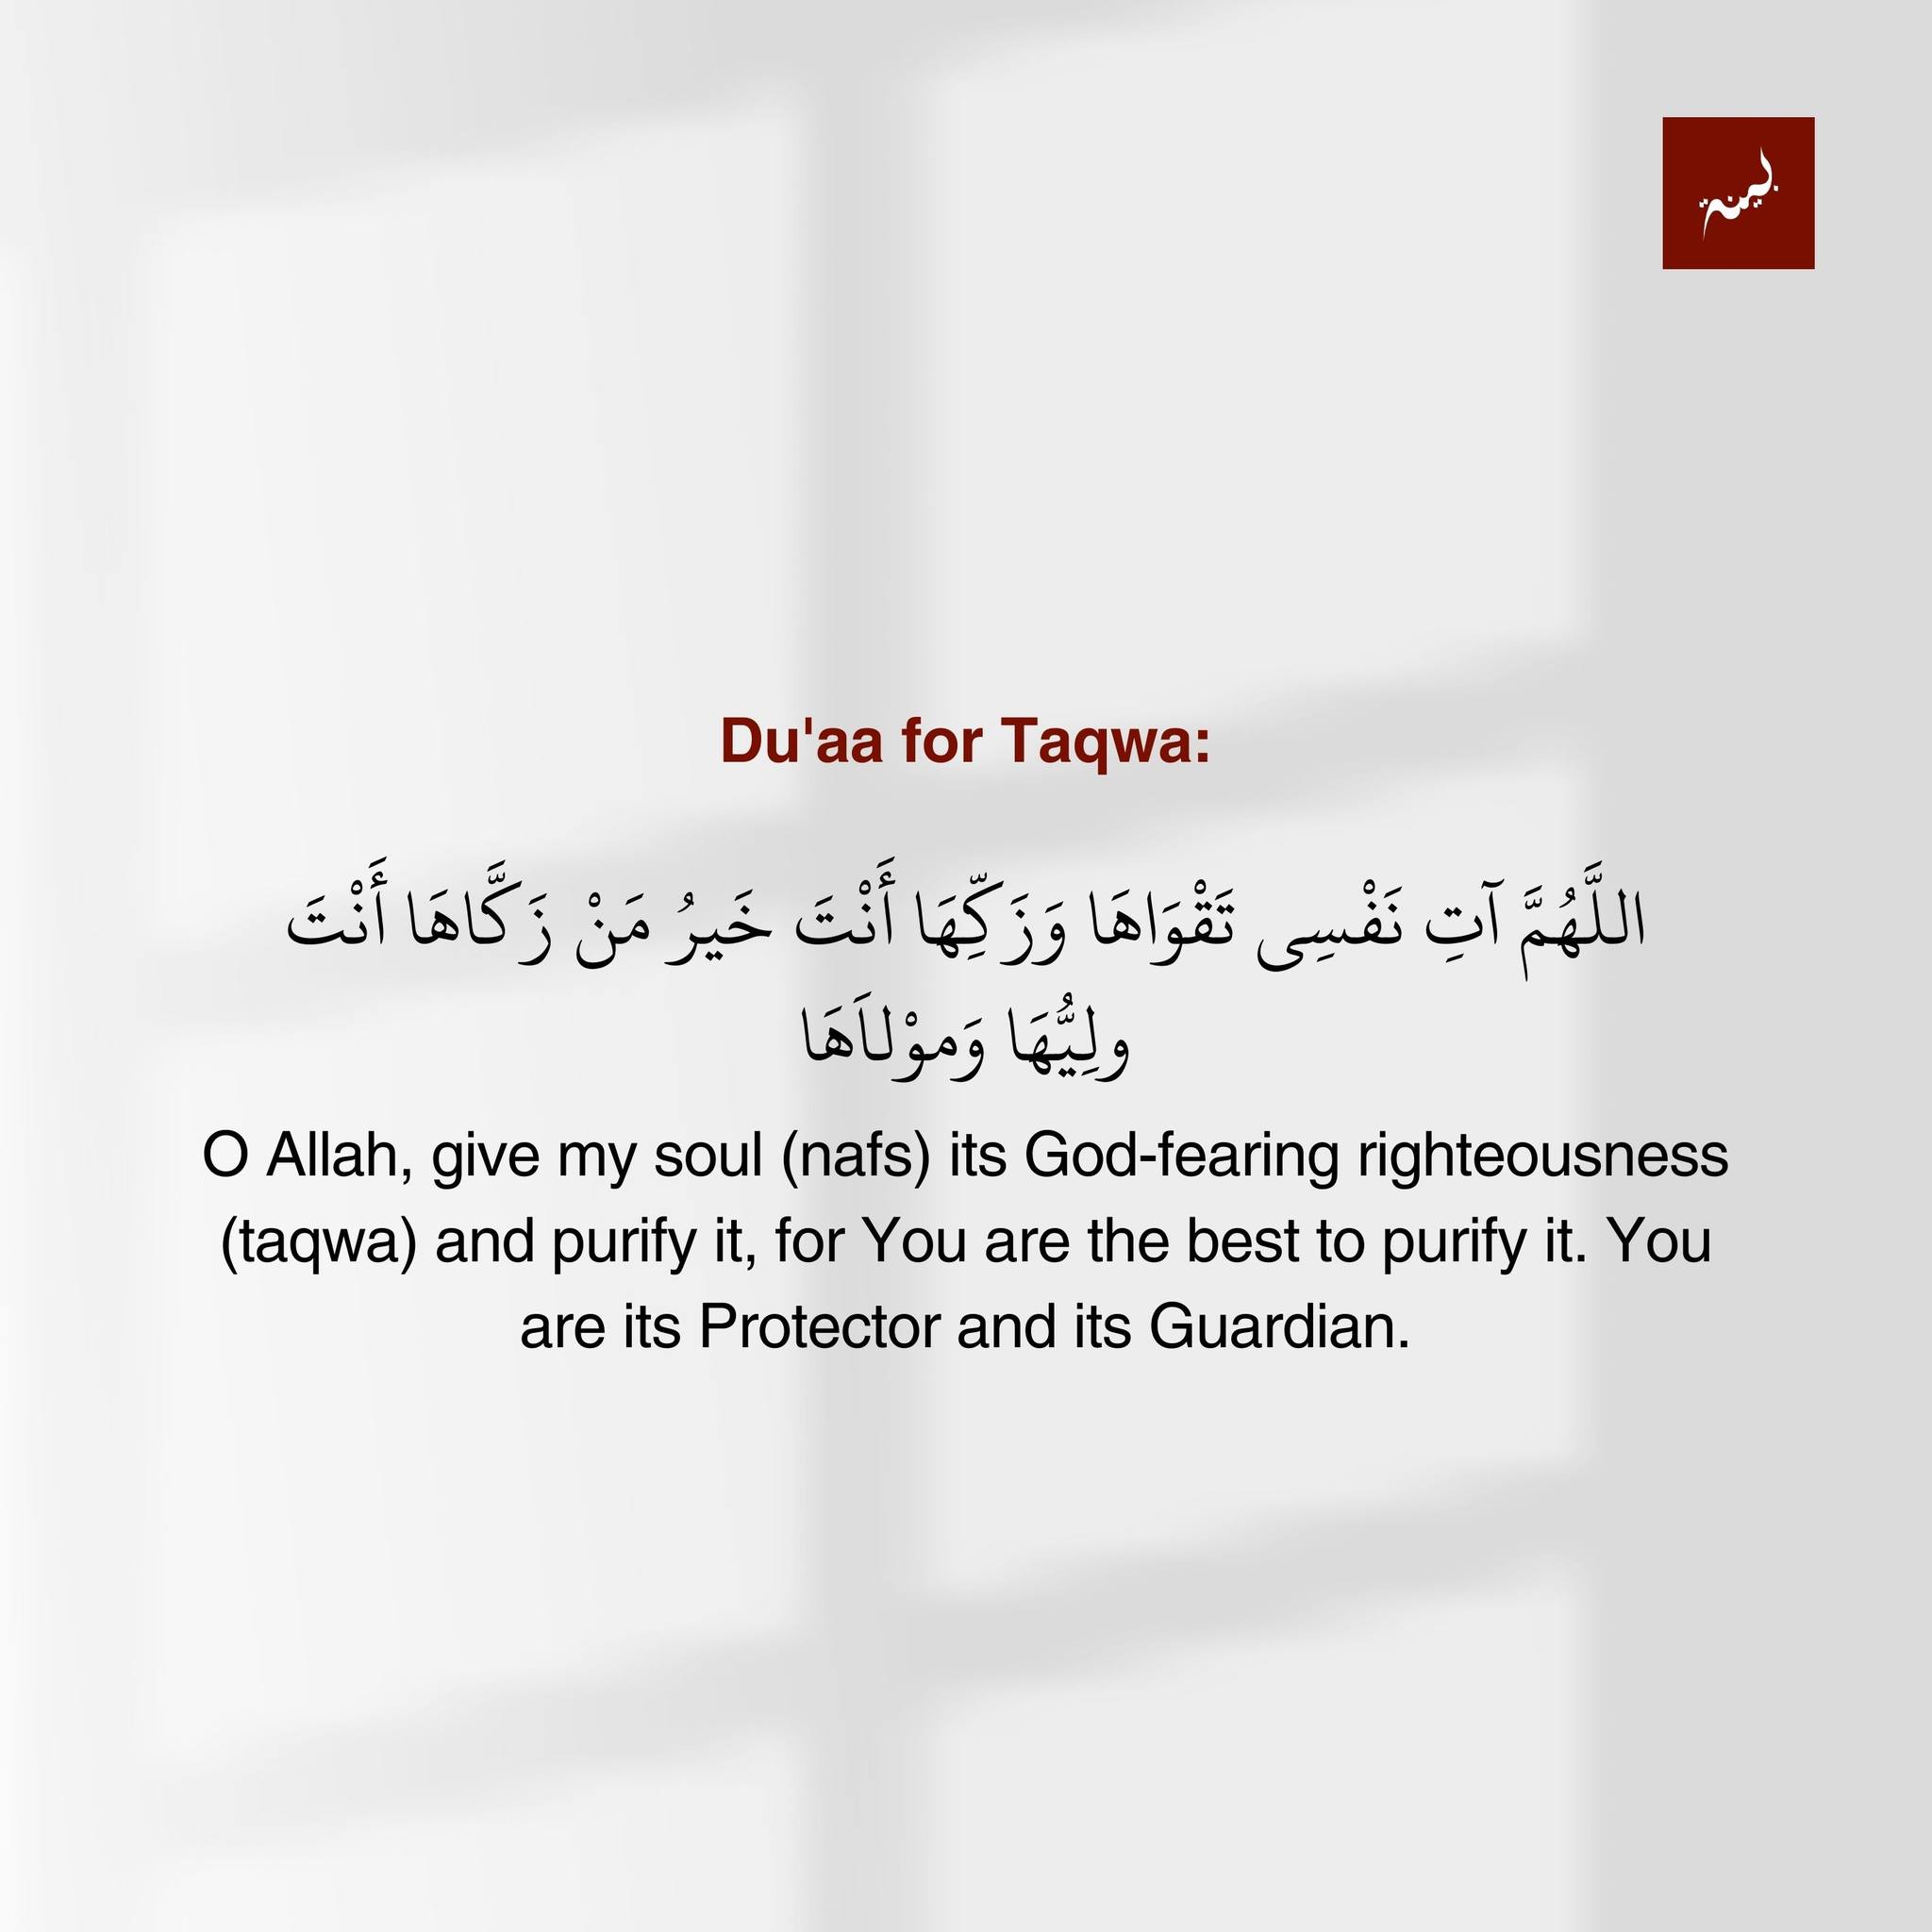 بينة
Du'aa for Taqwa:
اللَّهُمَّ آتِ نَفْسِى تَقْوَاهَا وَزَكِّهَا أَنْتَ خَيرُ مَنْ زَكَّاهَا أَنْتَ
ولِيُّهَا وَموْلاَهَا
O Allah, give my soul (nafs) its God-fearing righteousness
(taqwa) and purify it, for You are the best to purify it. You
are its Protector and its Guardian.